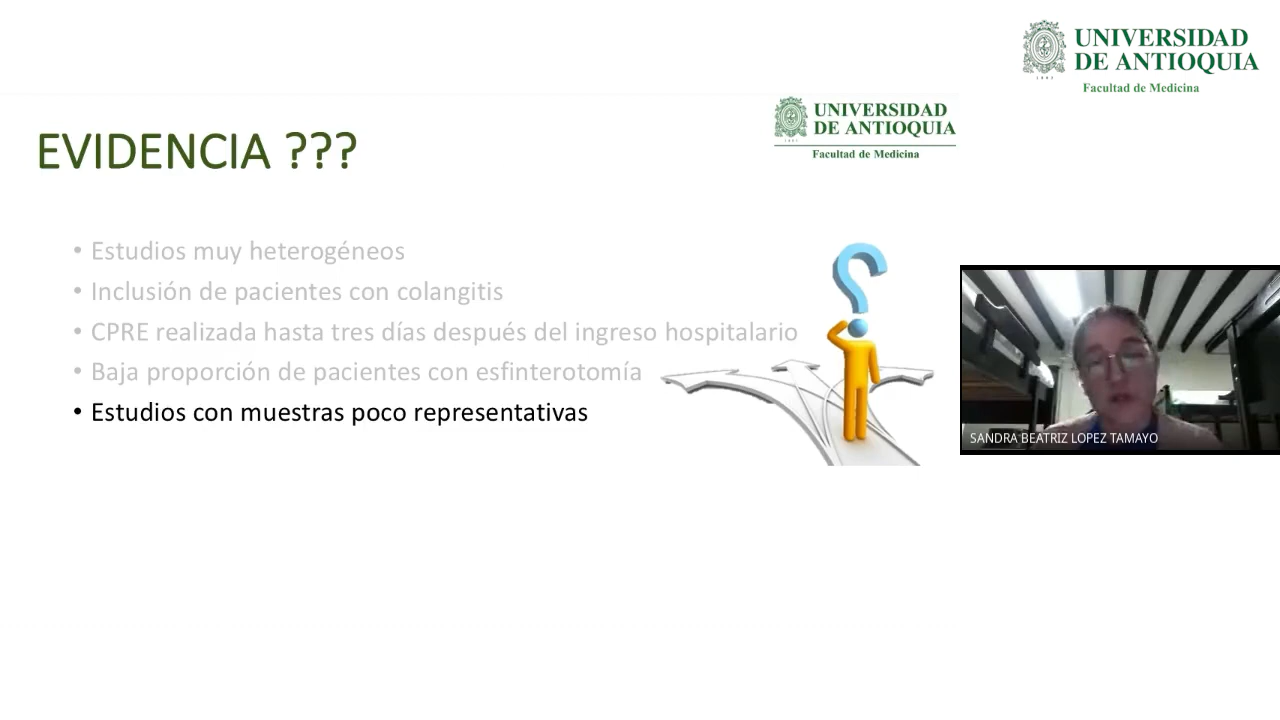 UNIVERSIDAD
DE ANTIOQUIA
Facultad de Medicina
UNIVERSIDAD
DE ANTIOQUIA
Facultad de Medicina
EVIDENCIA ???
• Estudios muy heterogéneos
• Inclusión de pacientes con colangitis
• CPRE realizada hasta tres días después del ingreso hospitalario
• Baja proporción de pacientes con esfinterotomía
• Estudios con muestras poco representativas
SANDRA BEATRIZ LOPEZ TAMAYO